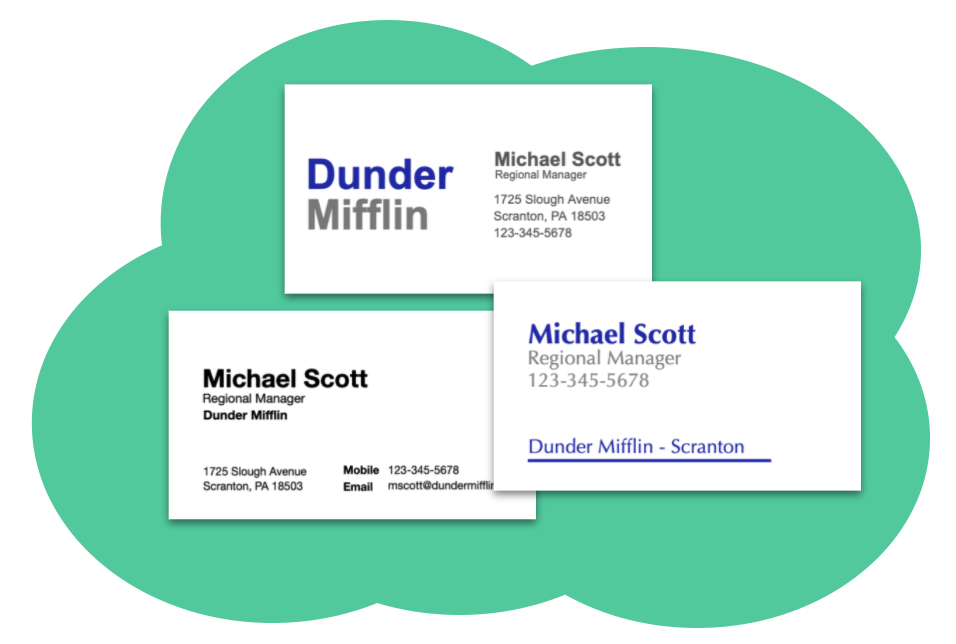 Dunder
Mifflin
Michael Scott
Regional Manager
1725 Slough Avenue
Scranton, PA 18503
123-345-5678
Michael Scott
Regional Manager
Dunder Mifflin
1725 Slough Avenue
Scranton, PA 18503
Mobile 123-345-5678
Email
Michael Scott
Regional Manager
123-345-5678
Dunder Mifflin - Scranton